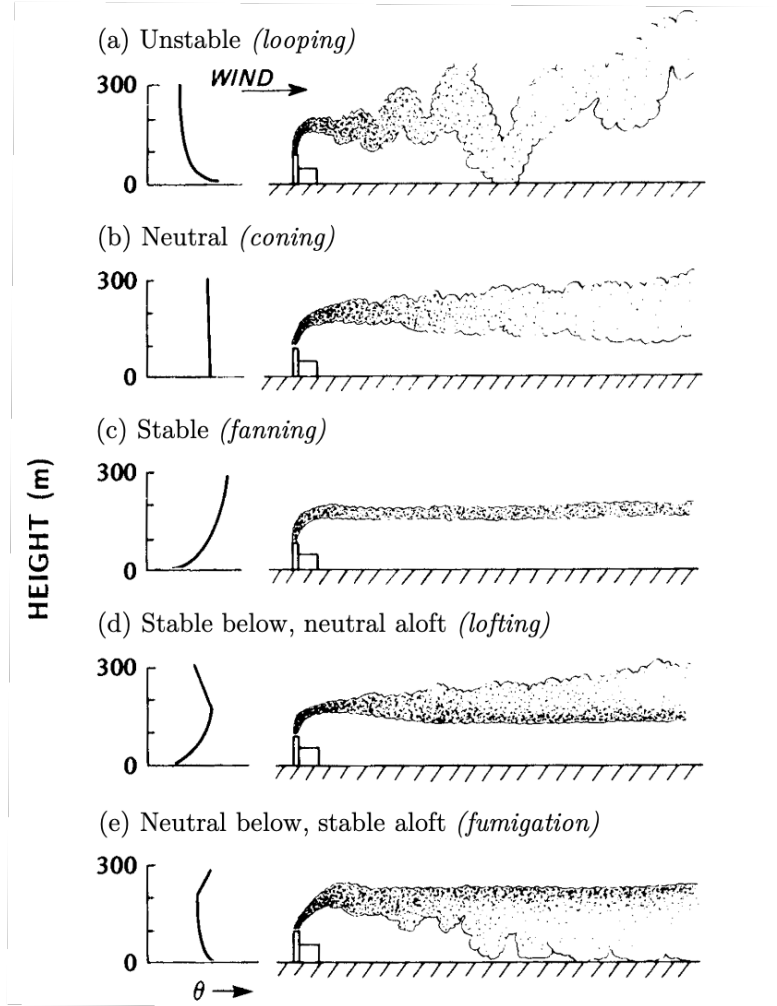 (a) Unstable (looping)
300
WIND
0
(b) Neutral (coning)
300
0
(c) Stable (fanning)
300
0
HEIGHT (m)
(d) Stable below, neutral aloft (lofting)
300
0
(e) Neutral below, stable aloft (fumigation)
300
0
θ